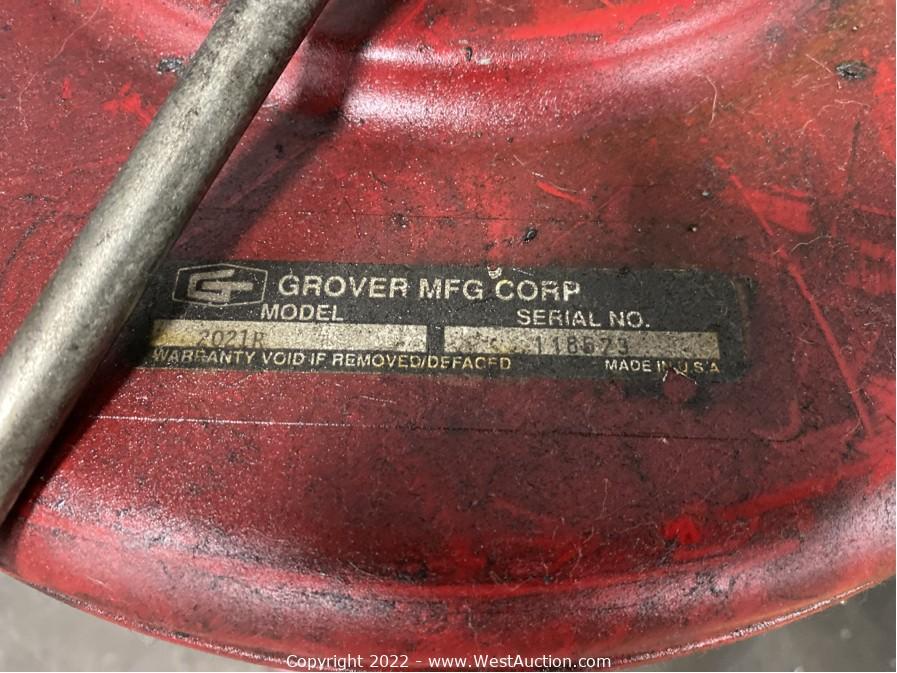 GROVER MFG CORP
MODEL SERIAL NO.
2021R 118629
WARRANTY VOID IF REMOVED/DEFACED MADE IN U.S.A
Copyright 2022 - www.WestAuction.com